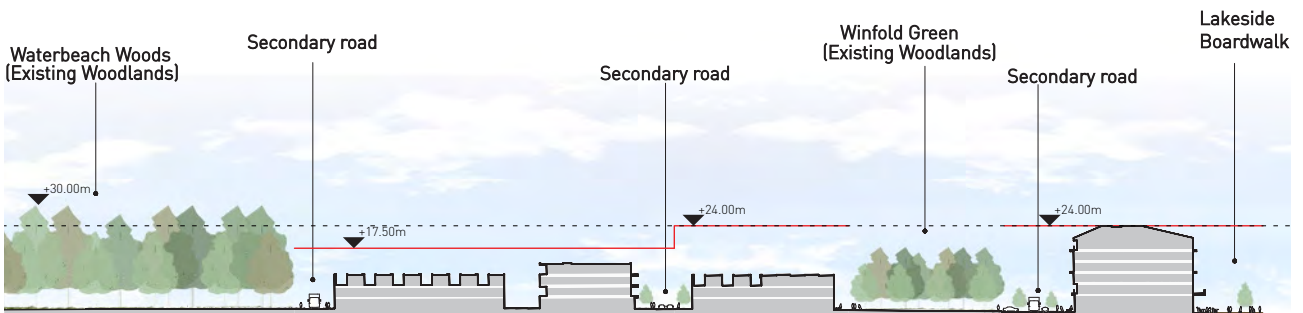 Waterbeach Woods
(Existing Woodlands)
Secondary road
Secondary road
Winfold Green
(Existing Woodlands)
Secondary road
Lakeside
Boardwalk
+30.00m
+17.50m
+24.00m
+24.00m